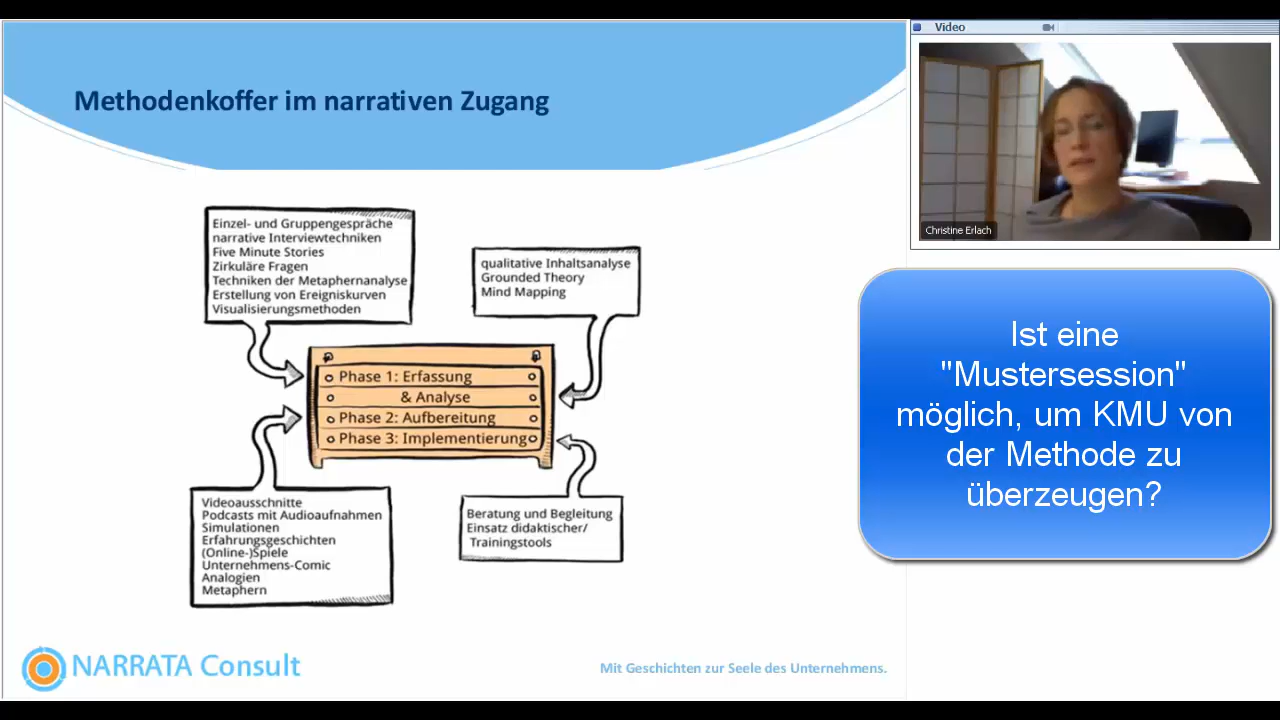 Methodenkoffer im narrativen Zugang
Einzel- und Gruppengespräche
narrative Interviewtechniken
Five Minute Stories
Zirkuläre Fragen
Techniken der Metaphernanalyse
Erstellung von Ereigniskurven
Visualisierungsmethoden
qualitative Inhaltsanalyse
Grounded Theory
Mind Mapping
Phase 1: Erfassung
& Analyse
Phase 2: Aufbereitung
Phase 3: Implementierung
Videoausschnitte
Podcasts mit Audioaufnahmen
Simulationen
Erfahrungsgeschichten
(Online-)Spiele
Unternehmens-Comic
Analogien
Metaphern
Beratung und Begleitung
Einsatz didaktischer/
Trainingstools
NARRATA Consult
Mit Geschichten zur Seele des Unternehmens.
Video
Christine Erlach
Ist eine
"Mustersession"
möglich, um KMU von
der Methode zu
überzeugen?